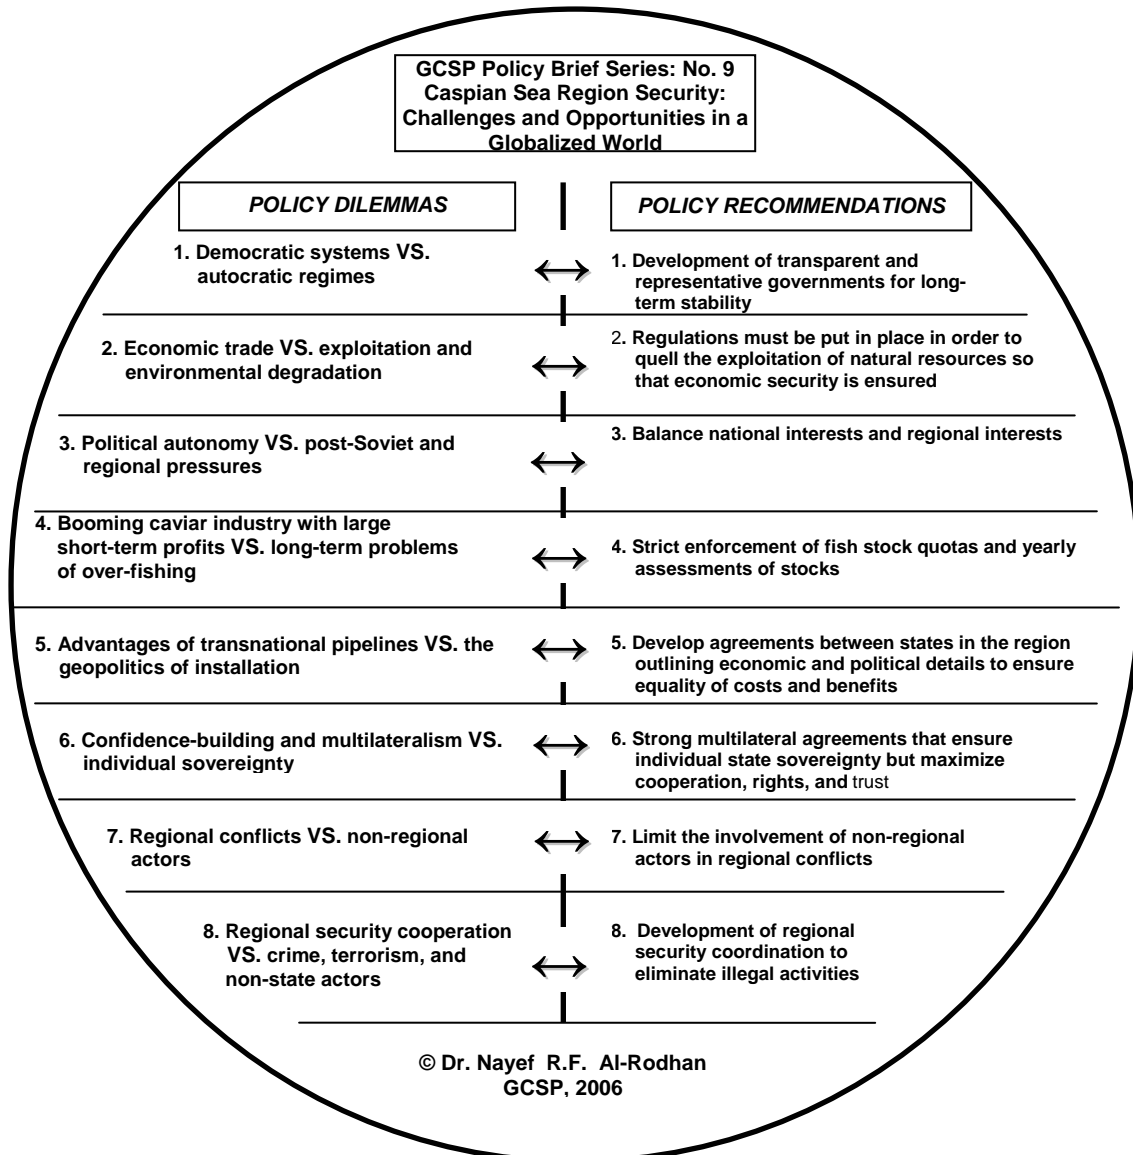 GCSP Policy Brief Series: No. 9
Caspian Sea Region Security:
Challenges and Opportunities in a
Globalized World
POLICY DILEMMAS
POLICY RECOMMENDATIONS
1. Democratic systems VS.
autocratic regimes
1. Development of transparent and
representative governments for long-
term stability
2. Economic trade VS. exploitation and
environmental degradation
2. Regulations must be put in place in order to
quell the exploitation of natural resources so
that economic security is ensured
3. Political autonomy VS. post-Soviet and
regional pressures
3. Balance national interests and regional interests
4. Booming caviar industry with large
short-term profits VS. long-term problems
of over-fishing
4. Strict enforcement of fish stock quotas and yearly
assessments of stocks
5. Advantages of transnational pipelines VS. the
geopolitics of installation
5. Develop agreements between states in the region
outlining economic and political details to ensure
equality of costs and benefits
6. Confidence-building and multilateralism VS.
individual sovereignty
6. Strong multilateral agreements that ensure
individual state sovereignty but maximize
cooperation, rights, and trust
7. Regional conflicts VS. non-regional
actors
7. Limit the involvement of non-regional
actors in regional conflicts
8. Regional security cooperation
VS. crime, terrorism, and
non-state actors
8. Development of regional
security coordination to
eliminate illegal activities
© Dr. Nayef R.F. Al-Rodhan
GCSP, 2006